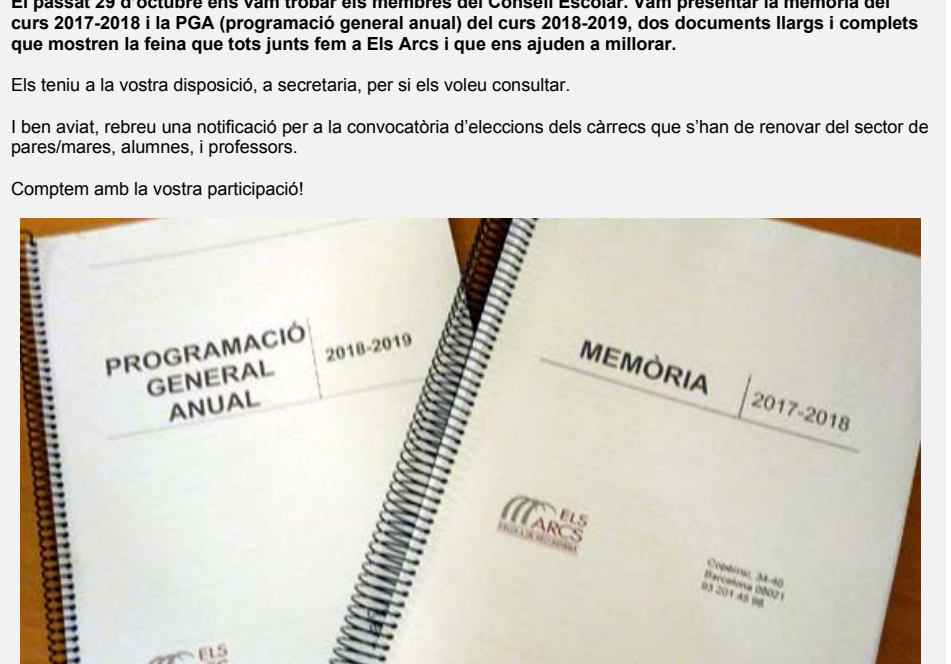 El passat 29 d'octubre ens vam trobar els membres del Consell Escolar. Vam presentar la memòria del
curs 2017-2018 i la PGA (programació general anual) del curs 2018-2019, dos documents llargs i complets
que mostren la feina que tots junts fem a Els Arcs i que ens ajuden a millorar.
Els teniu a la vostra disposició, a secretaria, per si els voleu consultar.
I ben aviat, rebreu una notificació per a la convocatòria d'eleccions dels càrrecs que s'han de renovar del sector de
pares/mares, alumnes, i professors.
Comptem amb la vostra participació!
PROGRAMACIÓ
GENERAL
ANUAL
2018-2019
ELS
MEMÒRIA
2017-2018
ELS
ARCS
ESCOLA DE SECUNDÀRIA
Copèrnic, 34-40
Barcelona 08021
93 201 45 98